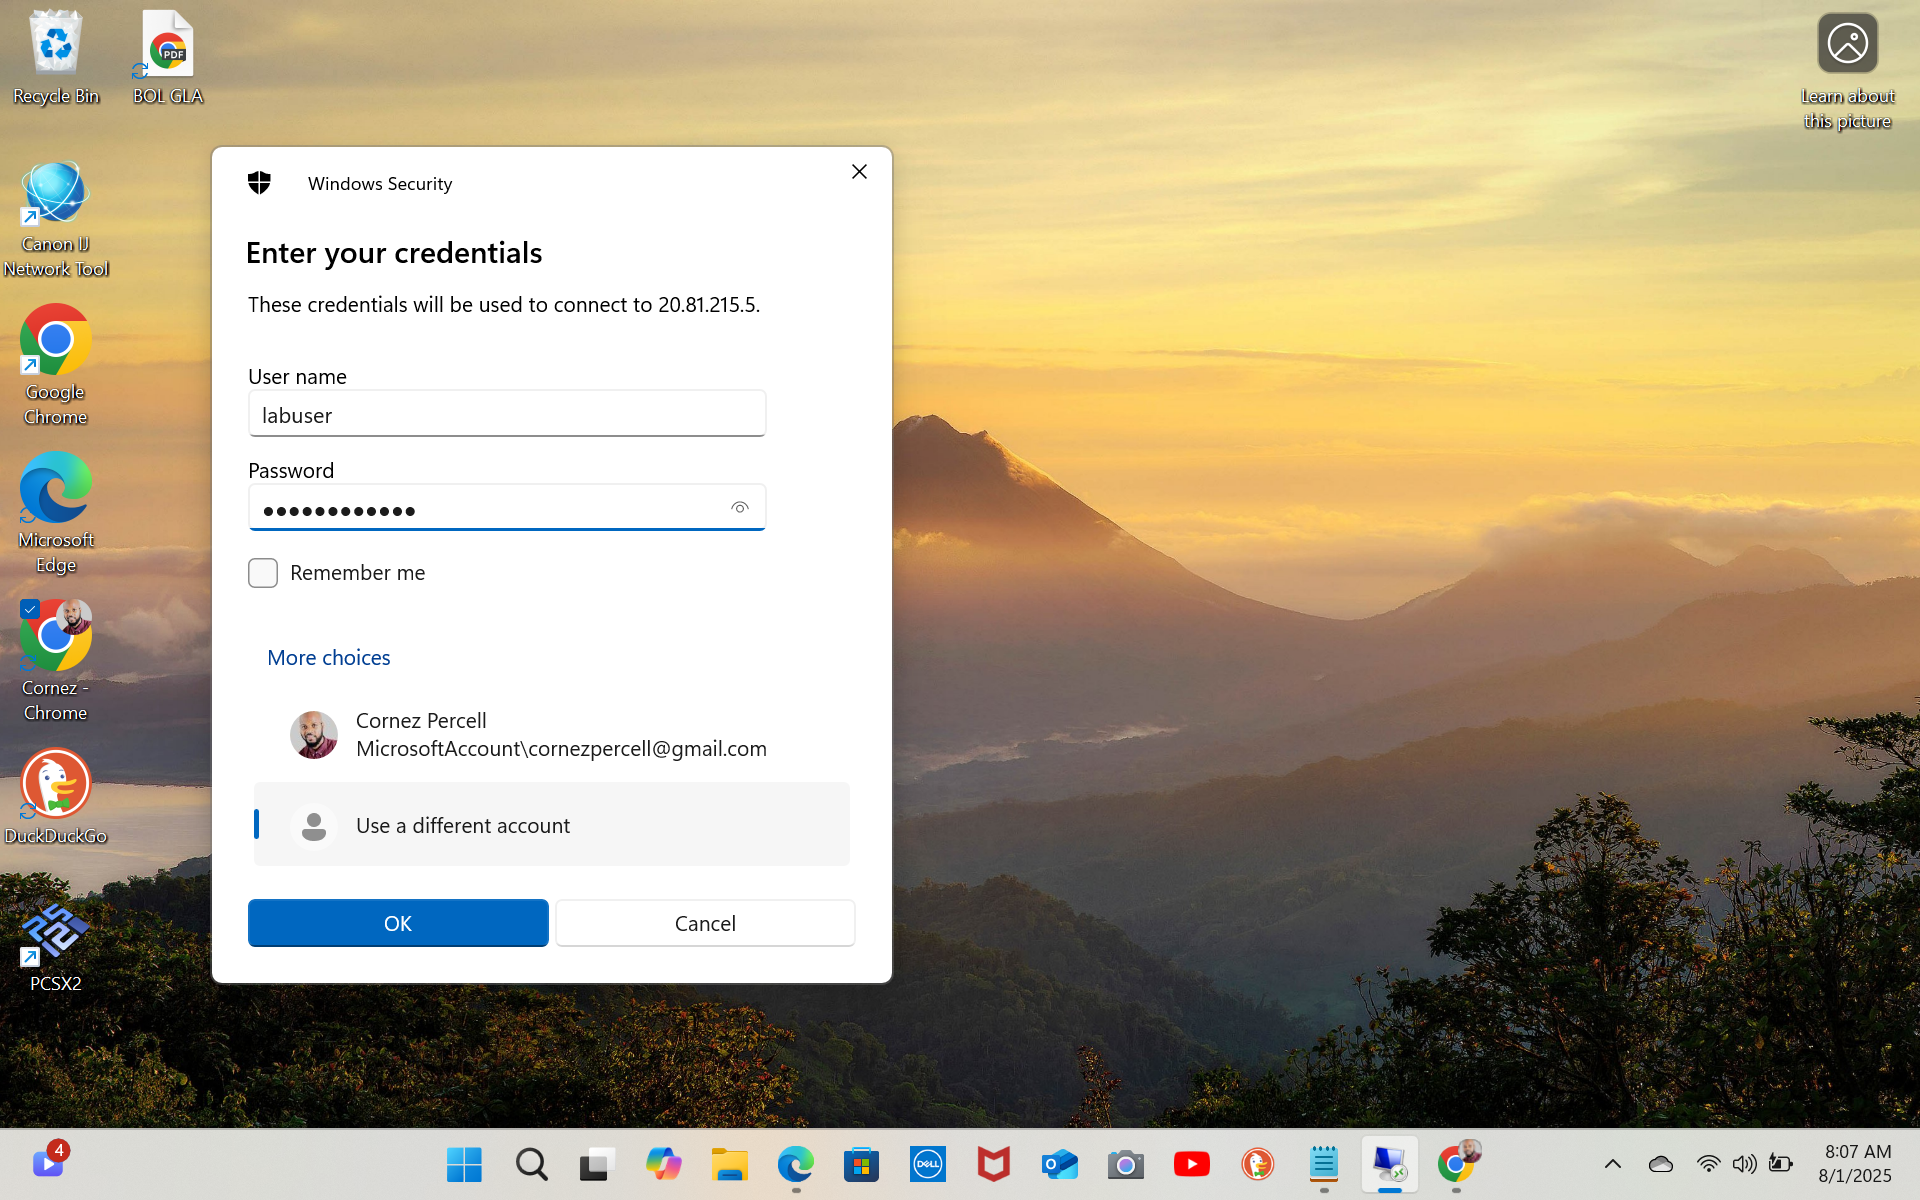 Recycle Bin
PDF
BOL GLA
Learn about
this picture
Canon IJ
Network Tool
Google
Chrome
Microsoft
Edge
Cornez -
Chrome
DuckDuckGo
PCSX2
Windows Security
Enter your credentials
These credentials will be used to connect to 20.81.215.5.
User name
labuser
Password
●●●●●●●●●●●●
Remember me
More choices
Cornez Percell
MicrosoftAccount\cornezpercell@gmail.com
Use a different account
OK
Cancel
4
DELL
8:07 AM
8/1/2025